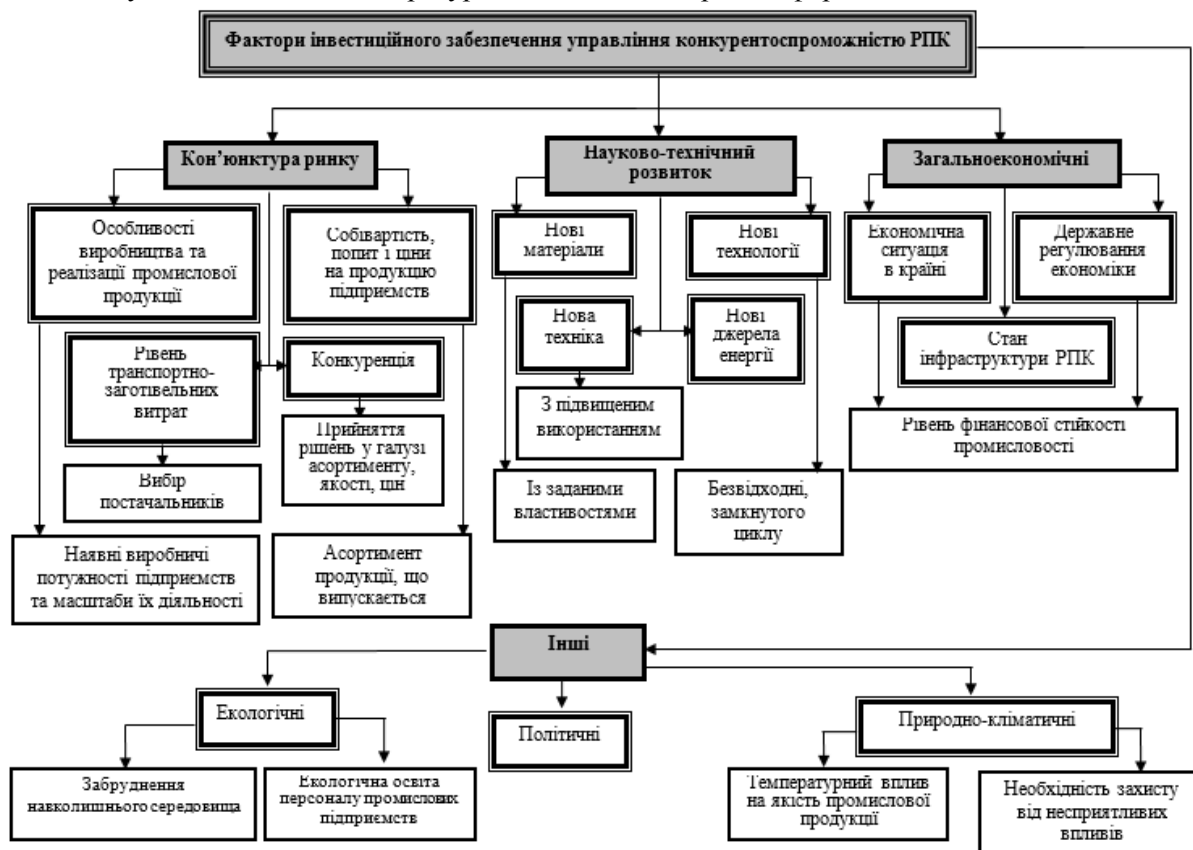 Фактори інвестиційного забезпечення управління конкурентоспроможністю РПК
Кон’юнктура ринку
Науково-технічний
розвиток
Загальноекономічні
Особливості
виробництва та
реалізації промислової
продукції
Собівартість,
попит і ціни
на продукцію
підприємств
Нові
матеріали
Нові
технології
Економічна
ситуація
в країні
Державне
регулювання
економіки
Рівень
транспортно-
заготівельних
витрат
Конкуренція
Нова
техніка
Нові
джерела
енергії
Стан
інфраструктури РПК
З підвищеним
використанням
Рівень фінансової стійкості
промисловості
Прийняття
рішень у галузі
асортименту,
якості, цін
Вибір
постачальників
Із заданими
властивостями
Безвідходні,
замкнутого
циклу
Наявні виробничі
потужності підприємств
та масштаби їх діяльності
Асортимент
продукції, що
випускається
Інші
Екологічні
Політичні
Природно-кліматичні
Забруднення
навколишнього середовища
Екологічна освіта
персоналу промислових
підприємств
Температурний вплив
на якість промислової
продукції
Необхідність захисту
від несприятливих
впливів